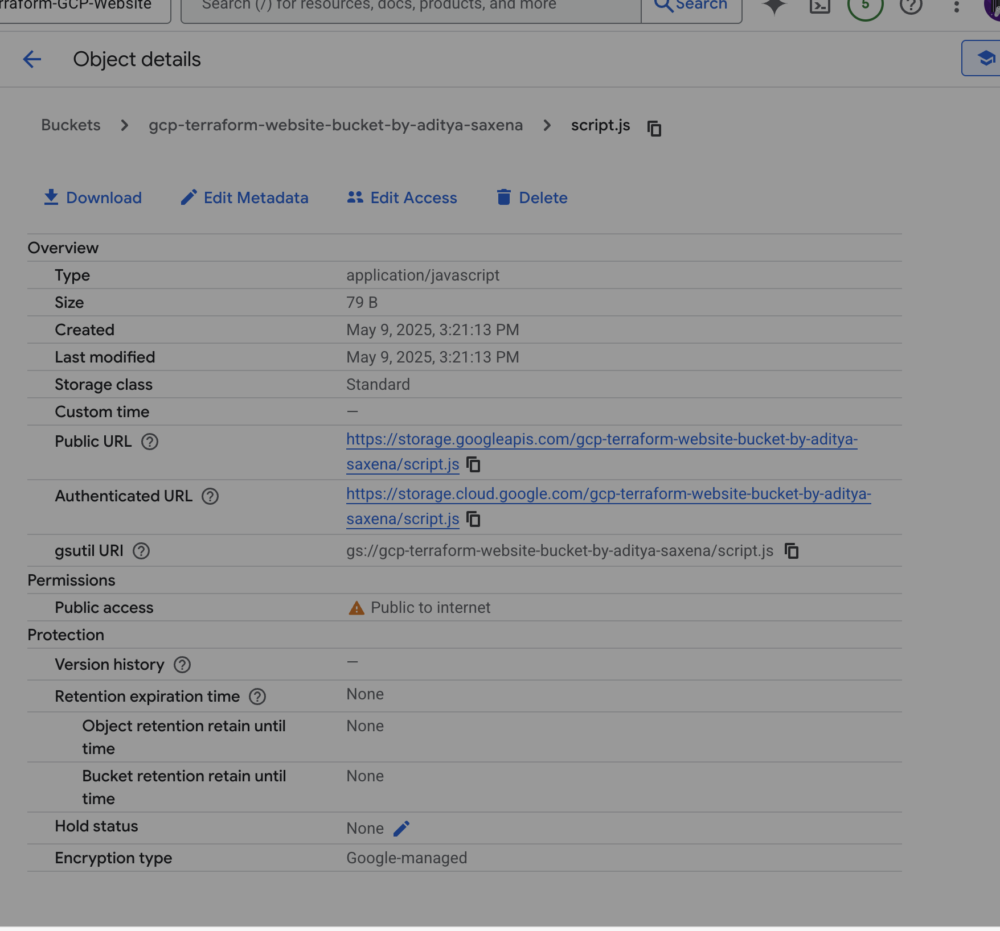 rraform-GCP-Website
Search (/) for resources, docs, products, and more
Search
5
Object details
Buckets > gcp-terraform-website-bucket-by-aditya-saxena > script.js
Download Edit Metadata Edit Access Delete
Overview
Type application/javascript
Size 79 B
Created May 9, 2025, 3:21:13 PM
Last modified May 9, 2025, 3:21:13 PM
Storage class Standard
Custom time —
Public URL https://storage.googleapis.com/gcp-terraform-website-bucket-by-aditya-
saxena/script.js
Authenticated URL https://storage.cloud.google.com/gcp-terraform-website-bucket-by-aditya-
saxena/script.js
gsutil URI gs://gcp-terraform-website-bucket-by-aditya-saxena/script.js
Permissions
Public access Public to internet
Protection
Version history —
Retention expiration time None
Object retention retain until None
time
Bucket retention retain until None
time
Hold status None
Encryption type Google-managed